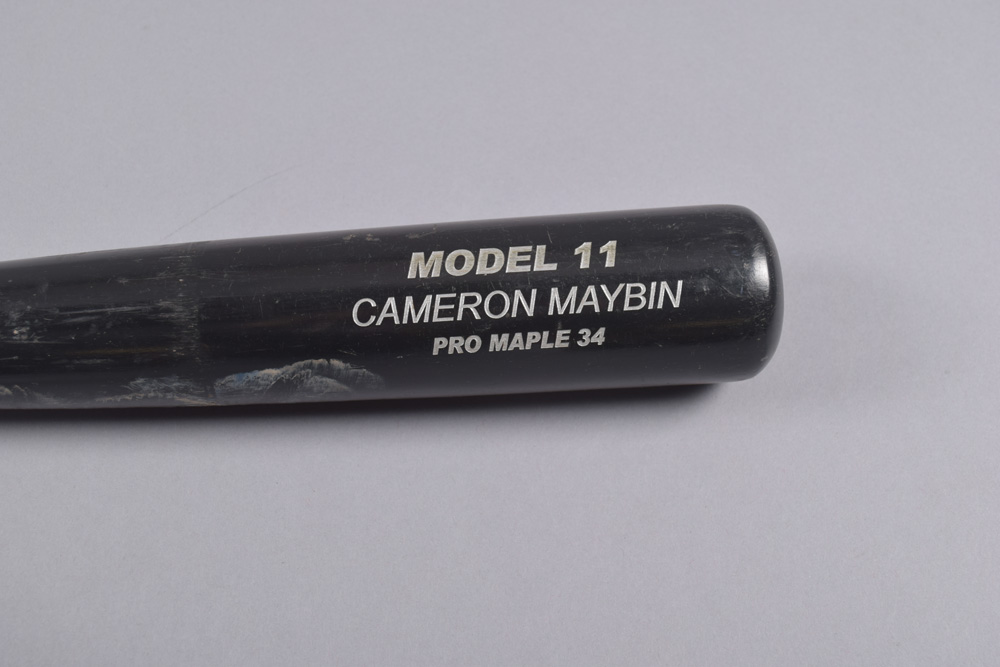 MODEL 11
CAMERON MAYBIN
PRO MAPLE 34